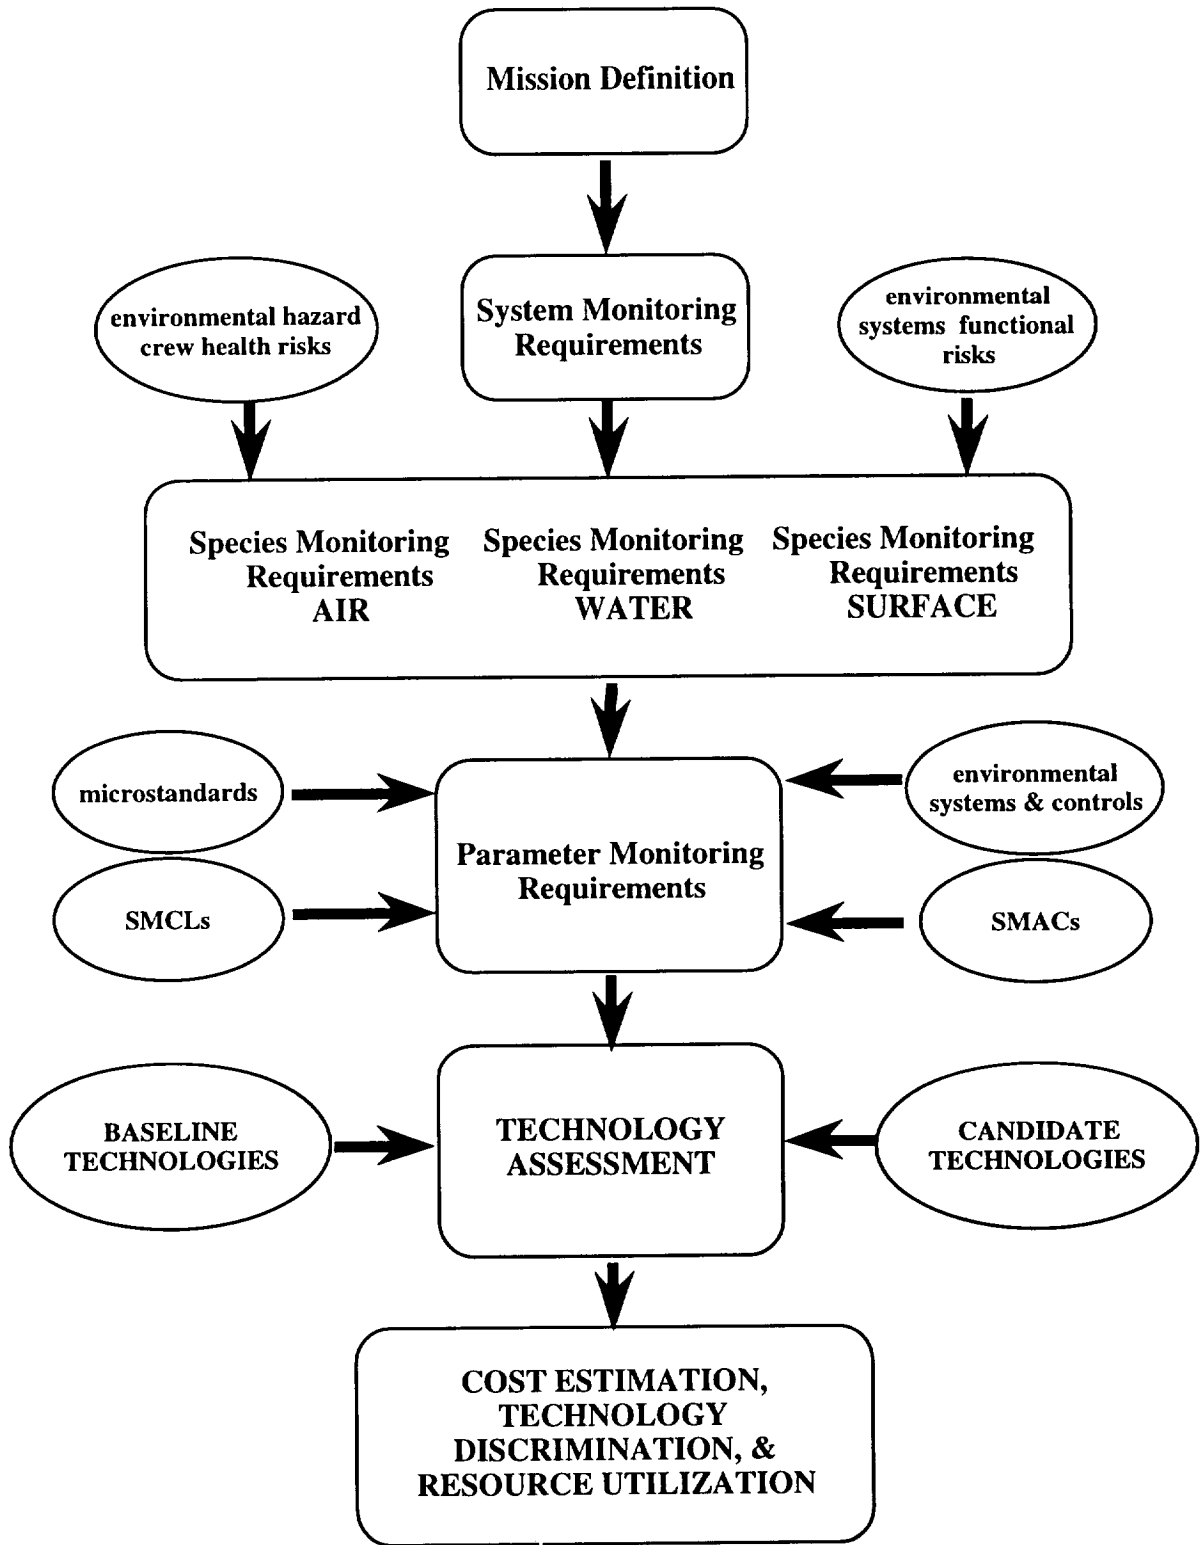 Mission Definition
environmental hazard
crew health risks
System Monitoring
Requirements
environmental
systems functional
risks
Species Monitoring
Requirements
AIR
Species Monitoring
Requirements
WATER
Species Monitoring
Requirements
SURFACE
microstandards
SMCLs
Parameter Monitoring
Requirements
environmental
systems & controls
SMACs
BASELINE
TECHNOLOGIES
TECHNOLOGY
ASSESSMENT
CANDIDATE
TECHNOLOGIES
COST ESTIMATION,
TECHNOLOGY
DISCRIMINATION, &
RESOURCE UTILIZATION